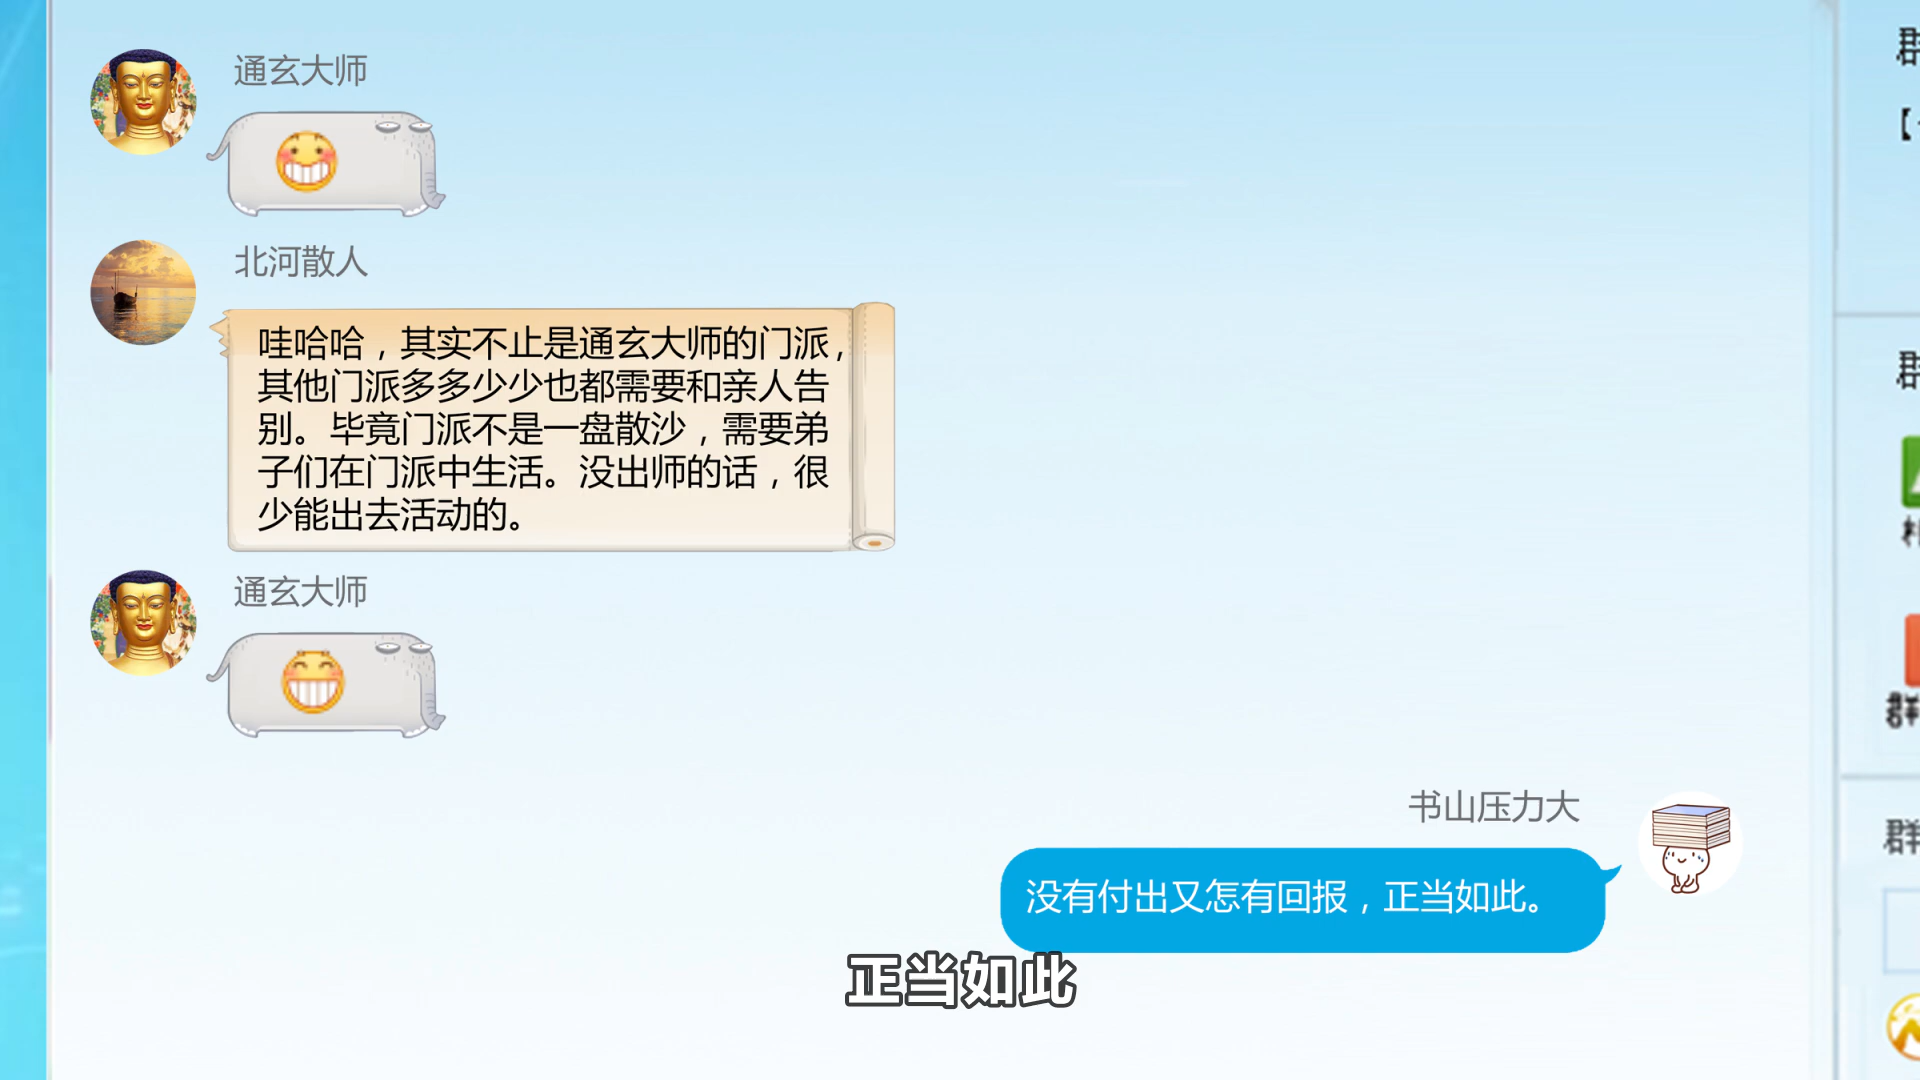 通玄大师
北河散人
哇哈哈，其实不止是通玄大师的门派，
其他门派多多少少也都需要和亲人告
别。毕竟门派不是一盘散沙，需要弟
子们在门派中生活。没出师的话，很
少能出去活动的。
通玄大师
书山压力大
没有付出又怎有回报，正当如此。
正当如此
群
【
群
群
群